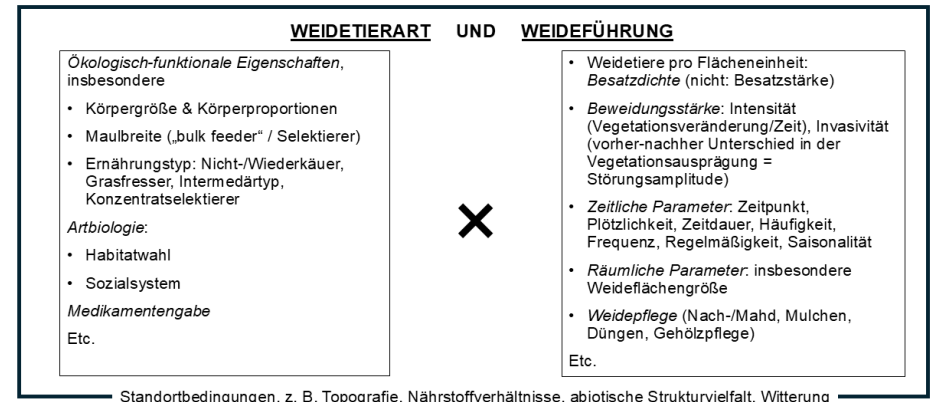 WEIDETIERART UND WEIDEFÜHRUNG
Ökologisch-funktionale Eigenschaften,
insbesondere
• Körpergröße & Körperproportionen
• Maulbreite („bulk feeder“ / Selektierer)
• Ernährungstyp: Nicht-/Wiederkäuer,
Grasfresser, Intermedärtyp,
Konzentratselektierer
Artbiologie:
• Habitatwahl
• Sozialsystem
Medikamentengabe
Etc.
×
• Weidetiere pro Flächeneinheit:
Besatzdichte (nicht: Besatzstärke)
• Beweidungsstärke: Intensität
(Vegetationsveränderung/Zeit), Invasivität
(vorher-nachher Unterschied in der
Vegetationsausprägung =
Störungsamplitude)
• Zeitliche Parameter: Zeitpunkt,
Plötzlichkeit, Zeitdauer, Häufigkeit,
Frequenz, Regelmäßigkeit, Saisonalität
• Räumliche Parameter: insbesondere
Weideflächengröße
• Weidepflege (Nach-/Mahd, Mulchen,
Düngen, Gehölzpflege)
Etc.
Standortbedingungen, z. B. Topografie, Nährstoffverhältnisse, abiotische Strukturvielfalt, Witterung